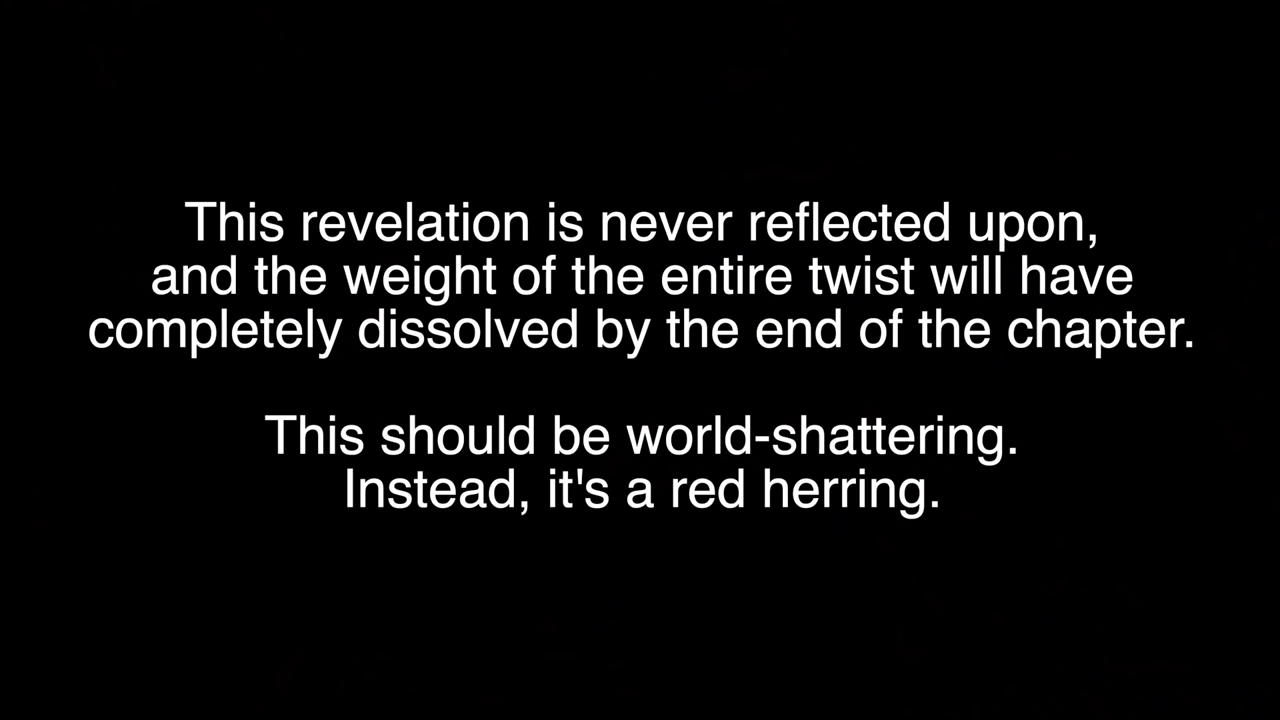 This revelation is never reflected upon,
and the weight of the entire twist will have
completely dissolved by the end of the chapter.
This should be world-shattering.
Instead, it's a red herring.